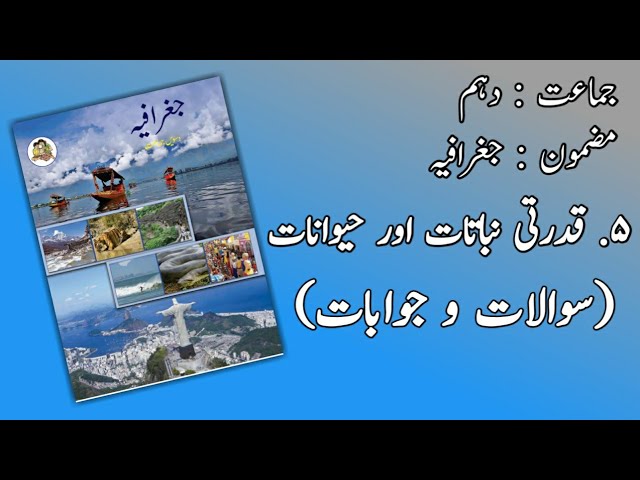 جماعت : دہم
مضمون : جغرافیہ
۵. قدرتی نباتات اور حیوانات
(سوالات و جوابات)
جغرافیہ